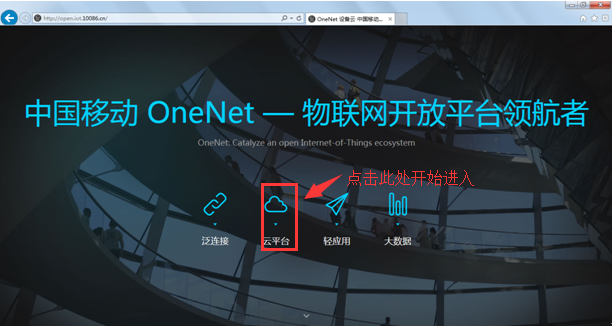 http://open.iot.10086.cn/
OneNet 设备云 中国移动...
中国移动 OneNet — 物联网开放平台领航者
OneNet: Catalyze an open Internet-of-Things ecosystem
点击此处开始进入
泛连接 云平台 轻应用 大数据